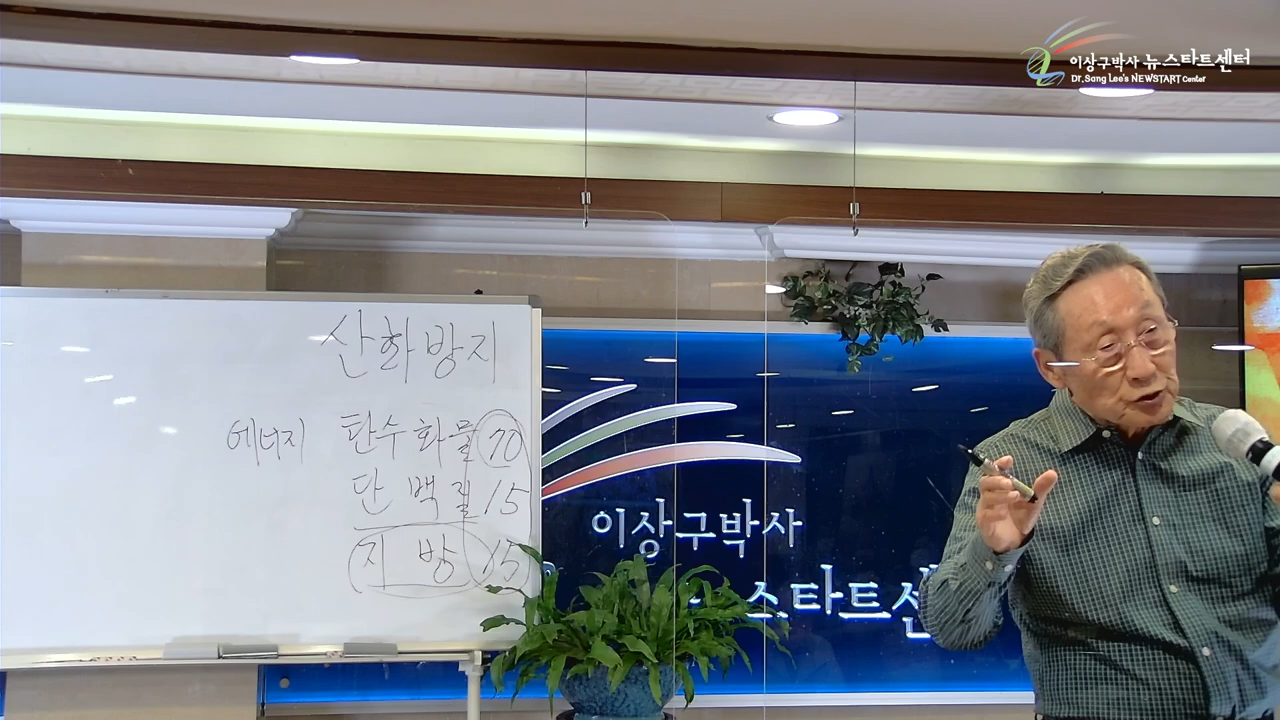 이상구박사 뉴스타트센터
Dr. Sang Lee's NEWSTART Center
산화방지
에너지 탄수화물 70
단백질 15
지방 15
이상구박사
스타트센